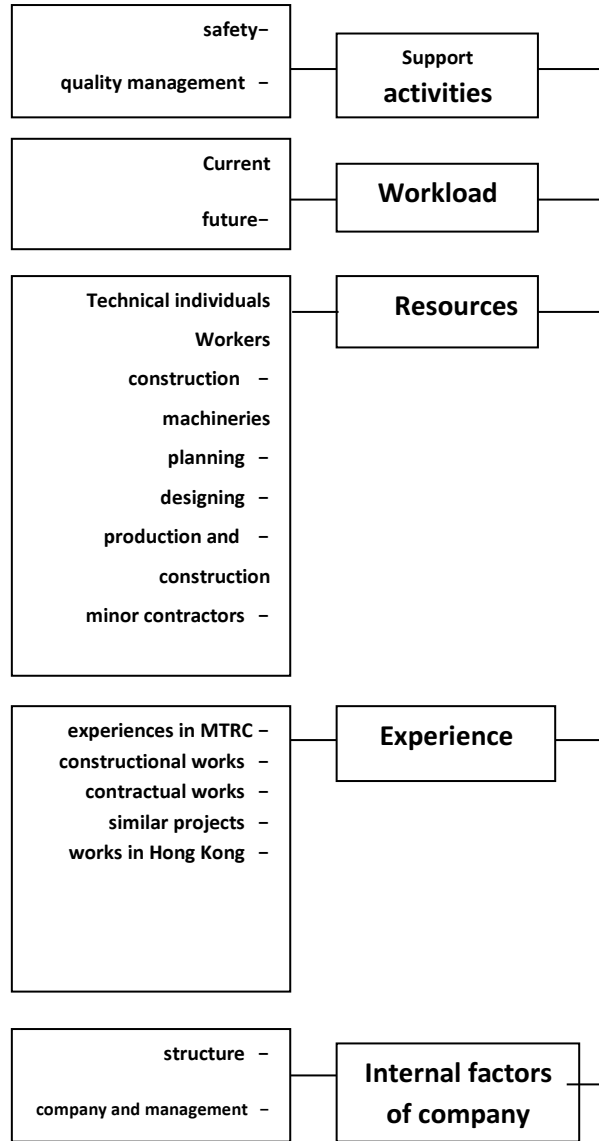 safety–
quality management –
Support
activities
Current
future–
Workload
Technical individuals
Workers
construction –
machineries
planning –
designing –
production and –
construction
minor contractors –
Resources
experiences in MTRC –
constructional works –
contractual works –
similar projects –
works in Hong Kong –
Experience
structure –
company and management –
Internal factors
of company